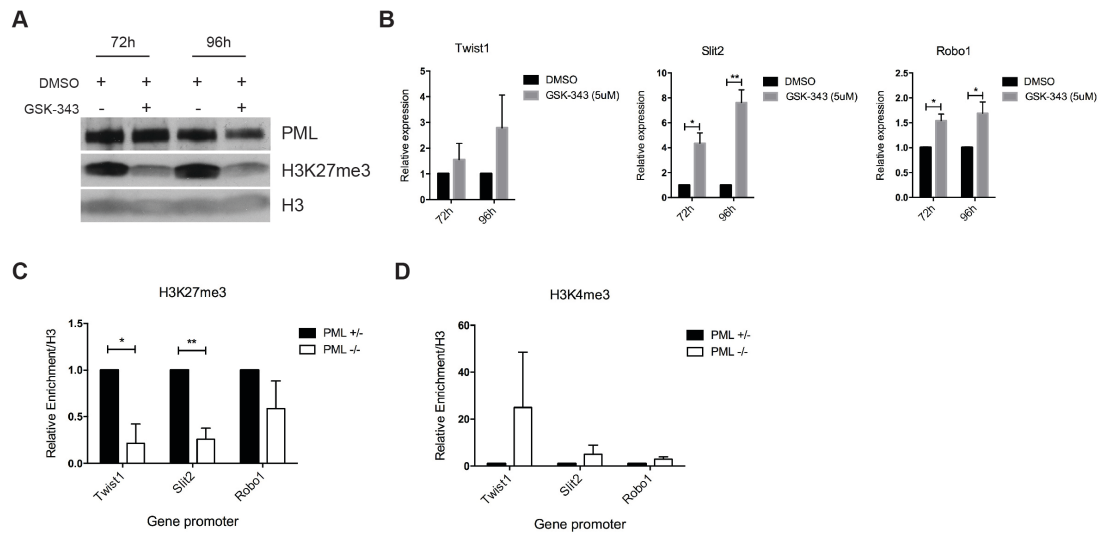 A
72h 96h
DMSO + + + +
GSK-343 - + - +
PML
H3K27me3
H3
B
Twist1
Relative expression
5
4
3
2
1
0
72h
96h
DMSO
GSK-343 (5uM)
Slit2
Relative expression
10
8
6
4
2
0
*
**
72h
96h
DMSO
GSK-343 (5uM)
Robo1
Relative expression
2.5
2.0
1.5
1.0
0.5
0.0
*
*
72h
96h
DMSO
GSK-343 (5uM)
C
H3K27me3
Relative Enrichment/H3
1.5
1.0
0.5
0.0
*
**
Twist1
Slit2
Robo1
Gene promoter
PML +/-
PML -/-
D
H3K4me3
Relative Enrichment/H3
60
40
20
0
Twist1
Slit2
Robo1
Gene promoter
PML +/-
PML -/-